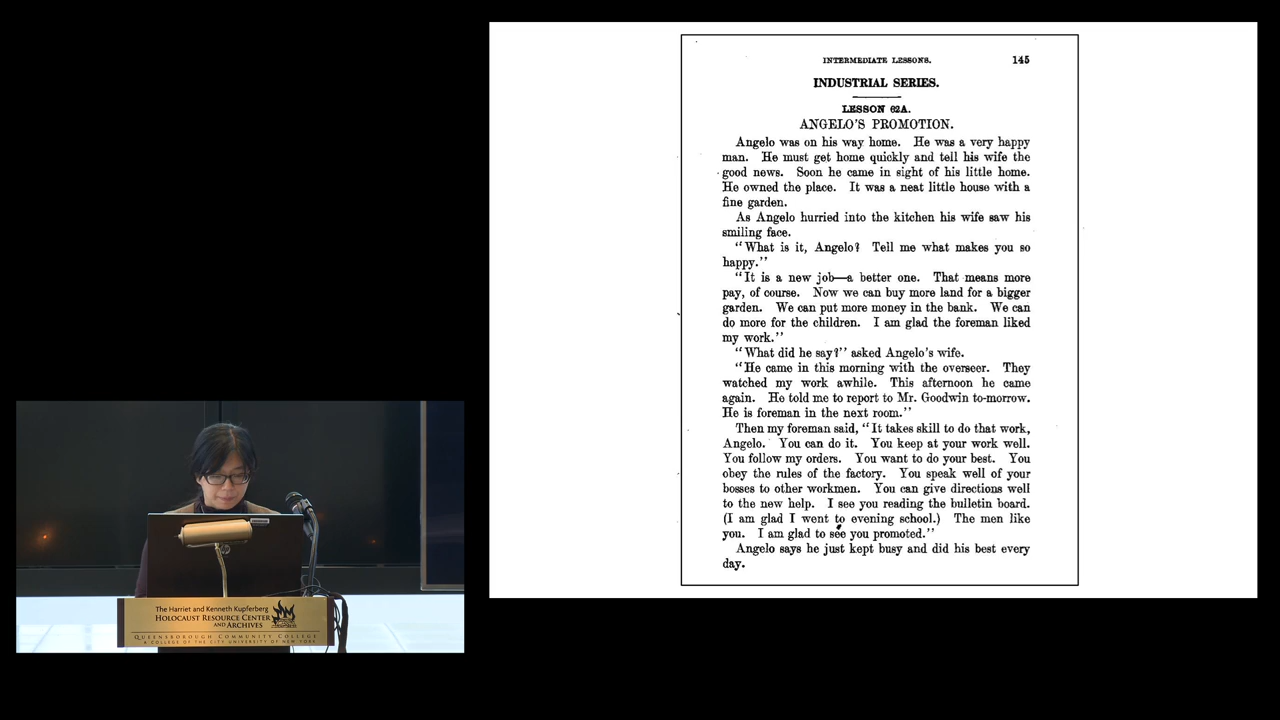 INTERMEDIATE LESSONS. 145
INDUSTRIAL SERIES.
LESSON 62A.
ANGELO'S PROMOTION.
Angelo was on his way home. He was a very happy
man. He must get home quickly and tell his wife the
good news. Soon he came in sight of his little home.
He owned the place. It was a neat little house with a
fine garden.
As Angelo hurried into the kitchen his wife saw his
smiling face.
"What is it, Angelo? Tell me what makes you so
happy."
"It is a new job—a better one. That means more
pay, of course. Now we can buy more land for a bigger
garden. We can put more money in the bank. We can
do more for the children. I am glad the foreman liked
my work."
"What did he say?" asked Angelo's wife.
"He came in this morning with the overseer. They
watched my work awhile. This afternoon he came
again. He told me to report to Mr. Goodwin to-morrow.
He is foreman in the next room."
Then my foreman said, "It takes skill to do that work,
Angelo. You can do it. You keep at your work well.
You follow my orders. You want to do your best. You
obey the rules of the factory. You speak well of your
bosses to other workmen. You can give directions well
to the new help. I see you reading the bulletin board.
(I am glad I went to evening school.) The men like
you. I am glad to see you promoted."
Angelo says he just kept busy and did his best every
day.
The Harriet and Kenneth Kupferberg
HOLOCAUST RESOURCE CENTER
AND ARCHIVES
QUEENSBOROUGH COMMUNITY COLLEGE
A COLLEGE OF THE CITY UNIVERSITY OF NEW YORK